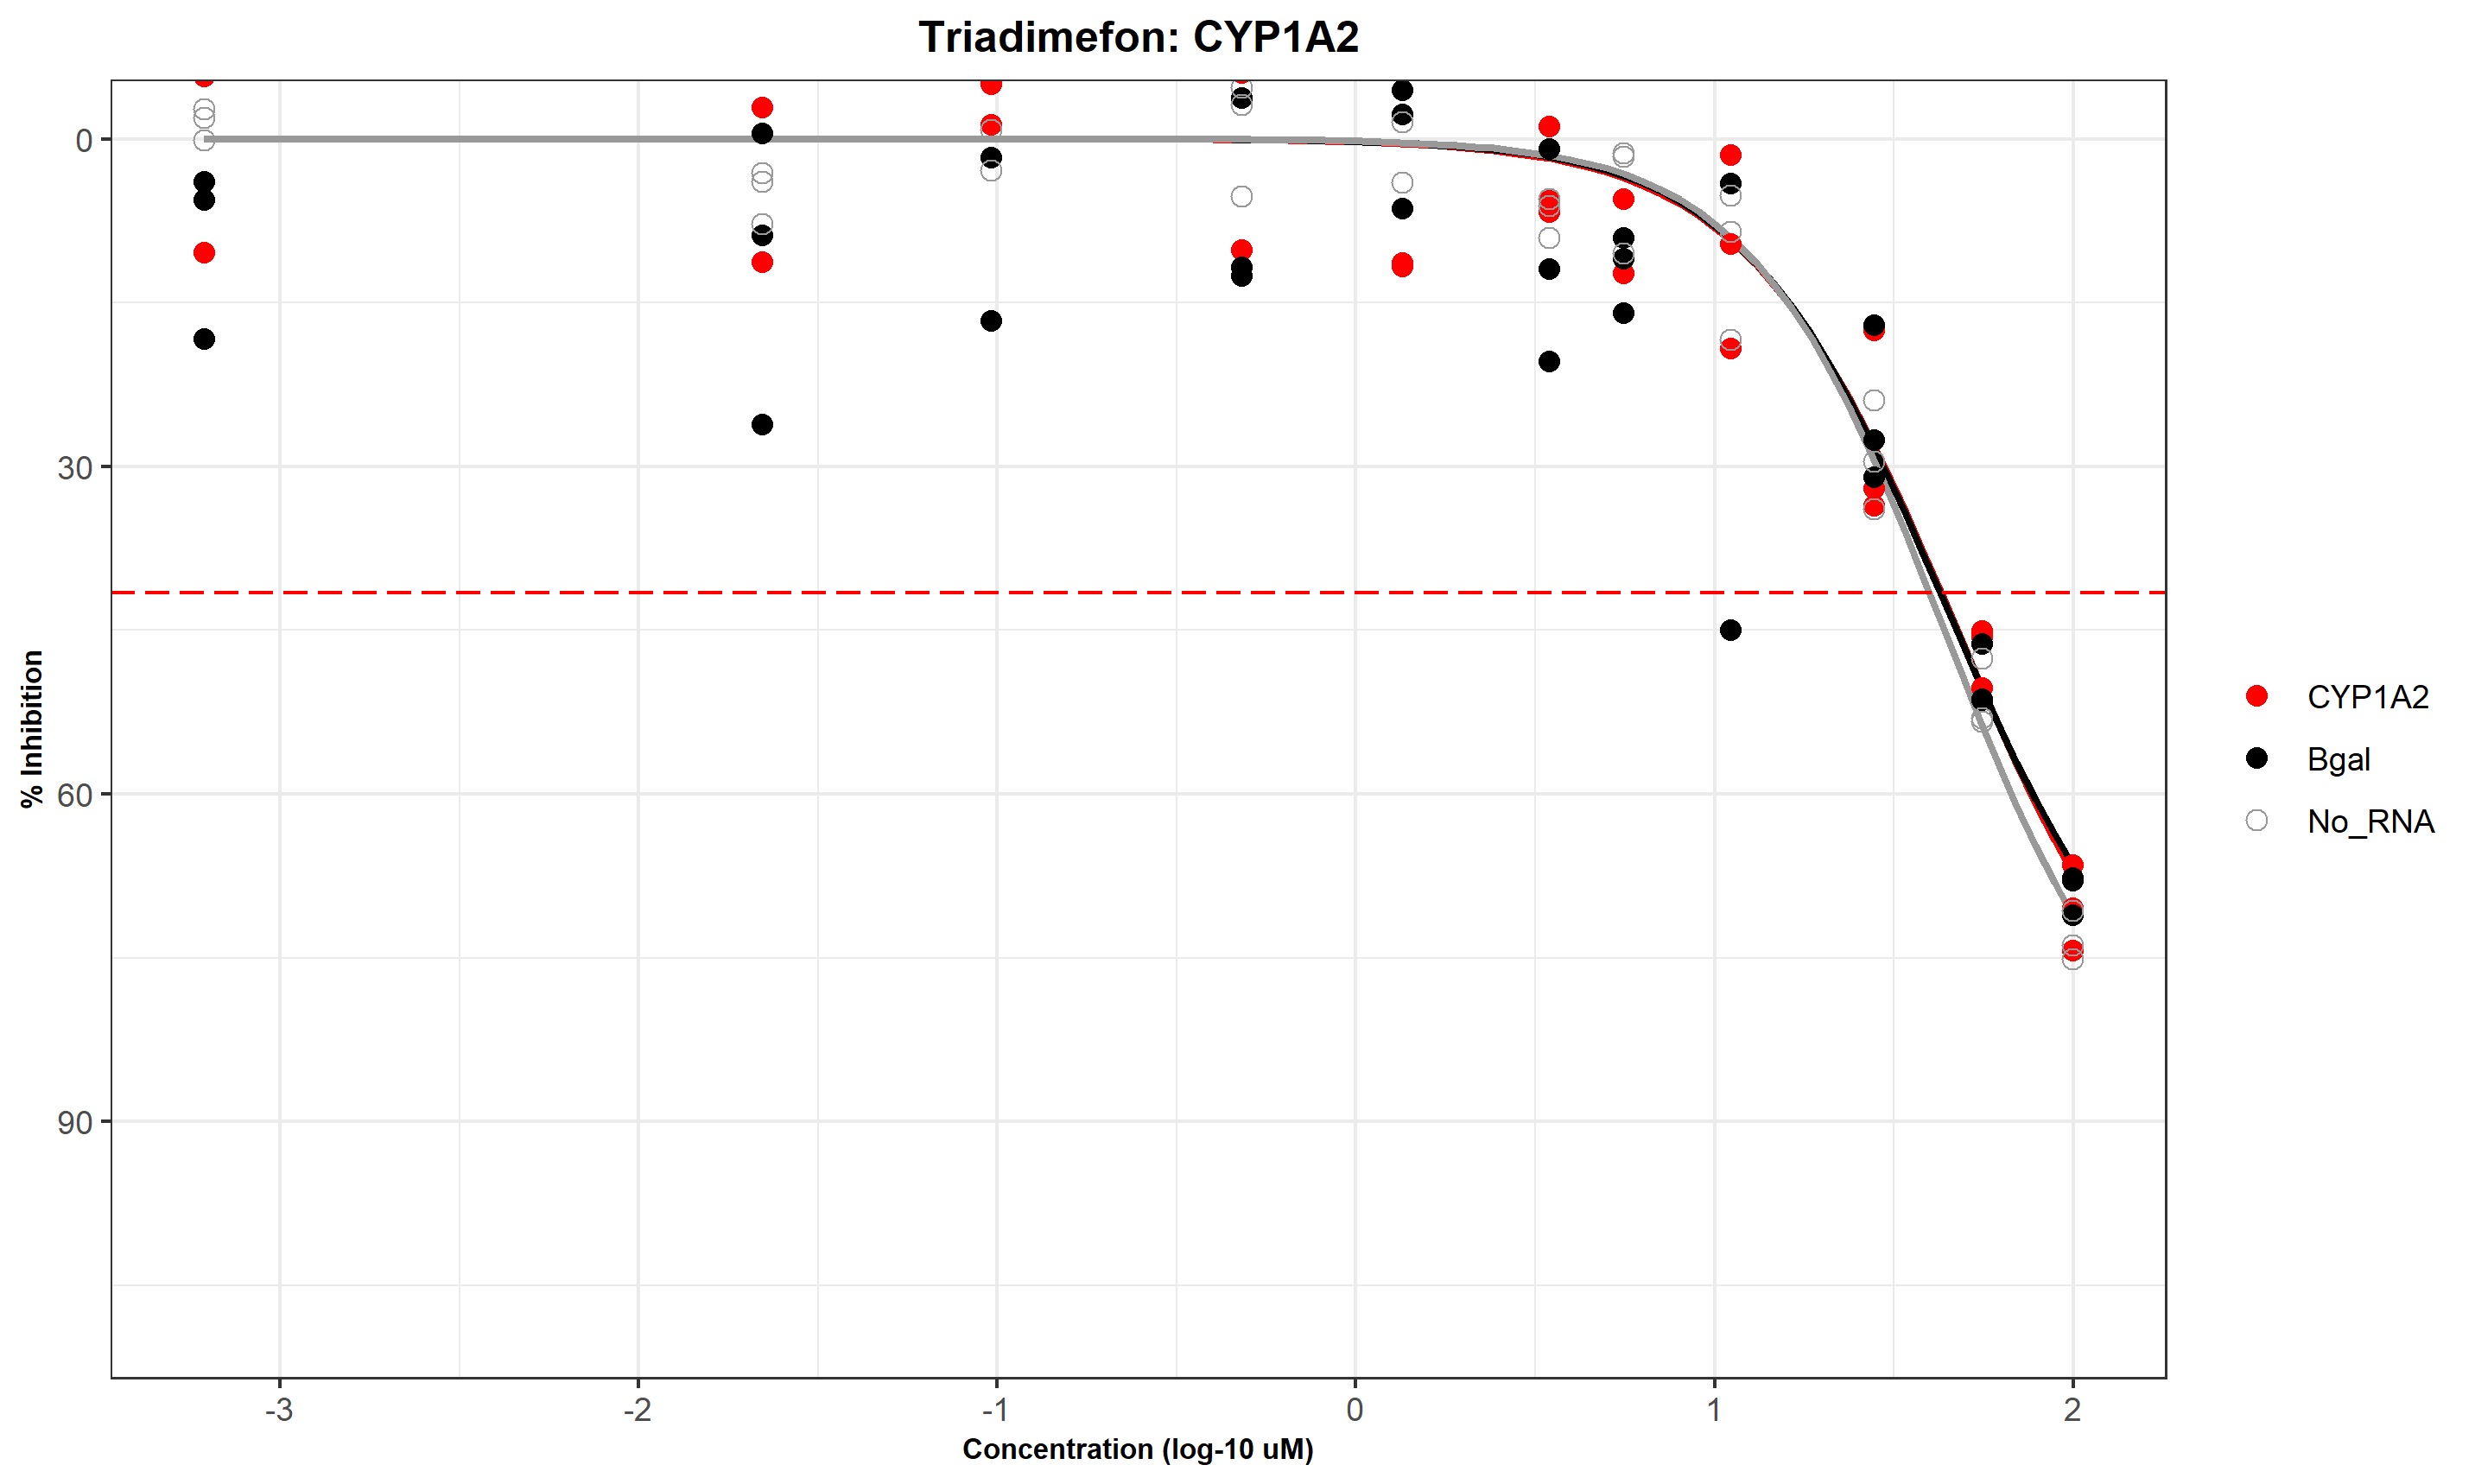 Triadimefon: CYP1A2
0
30
60
90
% Inhibition
-3
-2
-1
0
1
2
Concentration (log-10 uM)
CYP1A2
Bgal
No_RNA